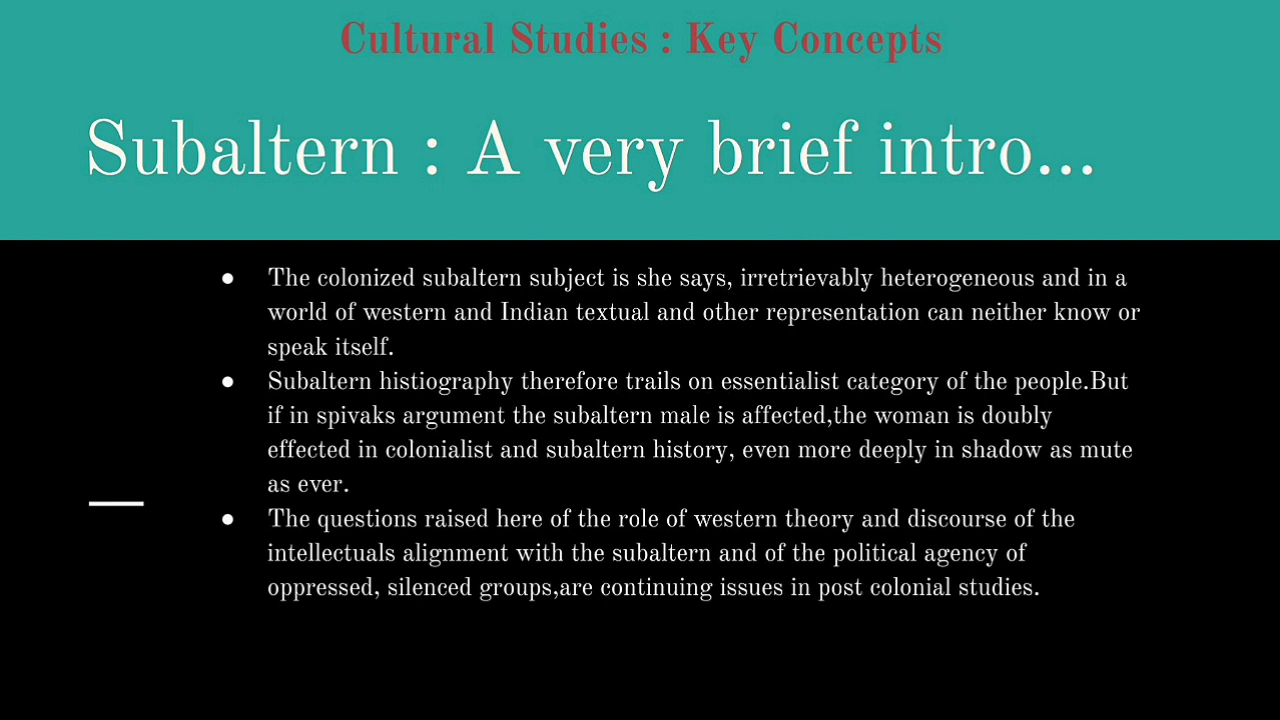 Cultural Studies : Key Concepts
Subaltern : A very brief intro...
● The colonized subaltern subject is she says, irretrievably heterogeneous and in a
world of western and Indian textual and other representation can neither know or
speak itself.
● Subaltern histiography therefore trails on essentialist category of the people.But
if in spivaks argument the subaltern male is affected,the woman is doubly
effected in colonialist and subaltern history, even more deeply in shadow as mute
as ever.
● The questions raised here of the role of western theory and discourse of the
intellectuals alignment with the subaltern and of the political agency of
oppressed, silenced groups,are continuing issues in post colonial studies.